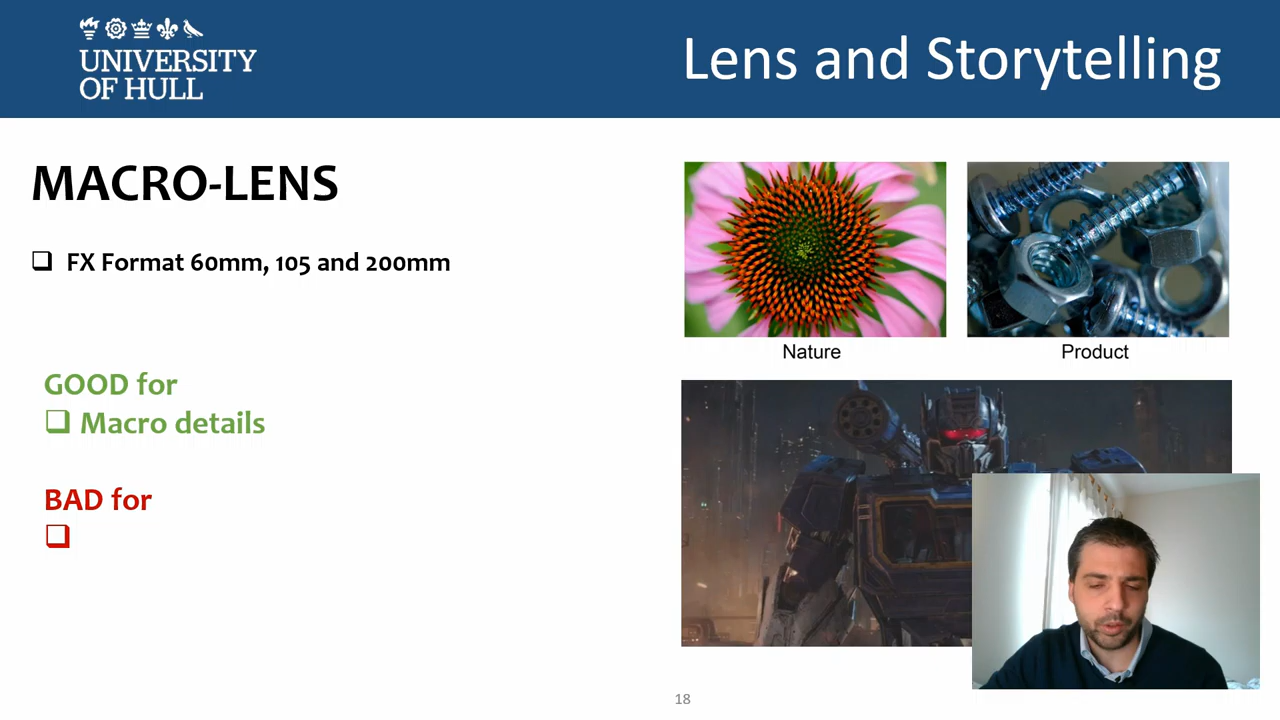 UNIVERSITY
OF HULL
Lens and Storytelling
MACRO-LENS
FX Format 60mm, 105 and 200mm
GOOD for
Macro details
BAD for
Nature
Product
18